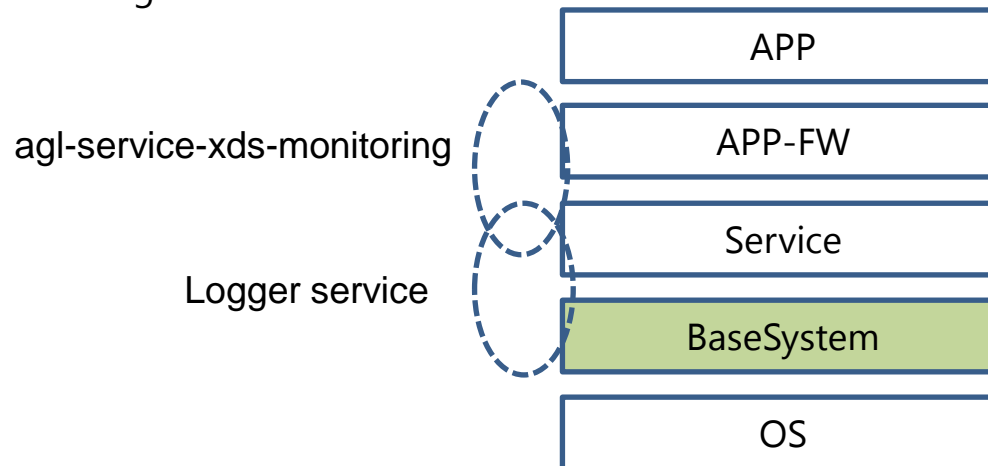 APP
agl-service-xds-monitoring
APP-FW
Service
Logger service
BaseSystem
OS